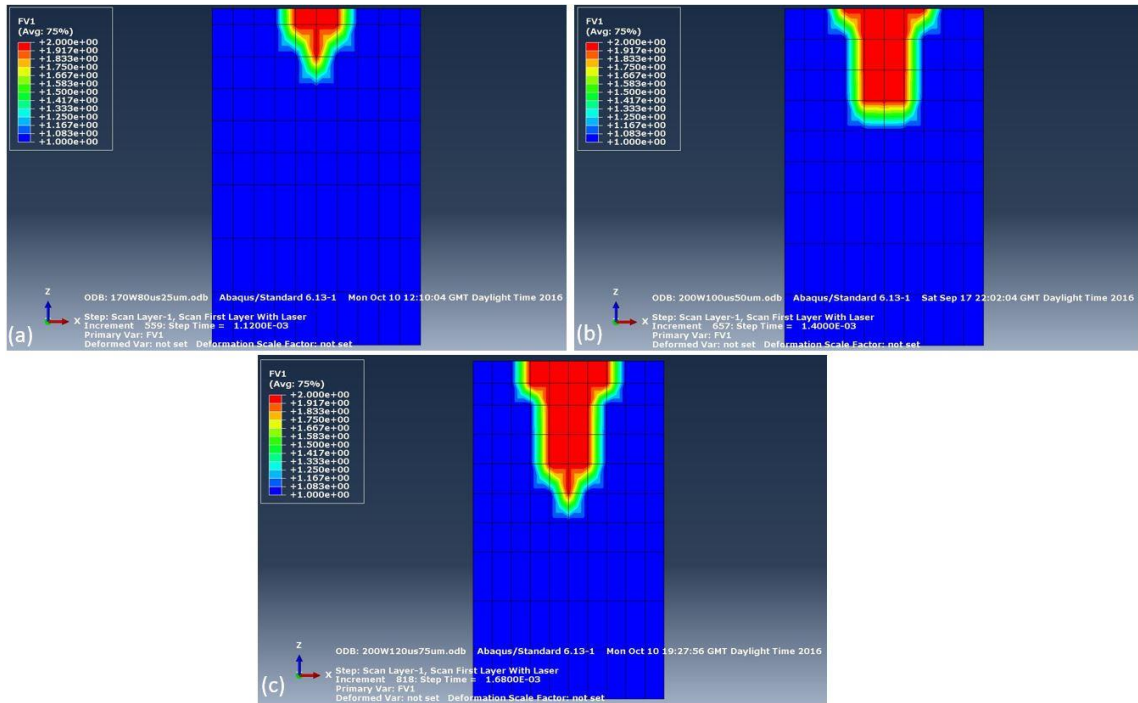 FV1
(Avg: 75%)
+2.000e+00
+1.917e+00
+1.833e+00
+1.750e+00
+1.667e+00
+1.583e+00
+1.500e+00
+1.417e+00
+1.333e+00
+1.250e+00
+1.167e+00
+1.083e+00
+1.000e+00
Z
X
ODB: 170W80us25um.odb Abaqus/Standard 6.13-1 Mon Oct 10 12:10:04 GMT Daylight Time 2016
Step: Scan Layer-1, Scan First Layer With Laser
Increment 559: Step Time = 1.1200E-03
Primary Var: FV1
Deformed Var: not set Deformation Scale Factor: not set
(a)
FV1
(Avg: 75%)
+2.000e+00
+1.917e+00
+1.833e+00
+1.750e+00
+1.667e+00
+1.583e+00
+1.500e+00
+1.417e+00
+1.333e+00
+1.250e+00
+1.167e+00
+1.083e+00
+1.000e+00
Z
X
ODB: 200W100us50um.odb Abaqus/Standard 6.13-1 Sat Sep 17 22:02:04 GMT Daylight Time 2016
Step: Scan Layer-1, Scan First Layer With Laser
Increment 657: Step Time = 1.4000E-03
Primary Var: FV1
Deformed Var: not set Deformation Scale Factor: not set
(b)
FV1
(Avg: 75%)
+2.000e+00
+1.917e+00
+1.833e+00
+1.750e+00
+1.667e+00
+1.583e+00
+1.500e+00
+1.417e+00
+1.333e+00
+1.250e+00
+1.167e+00
+1.083e+00
+1.000e+00
Z
X
ODB: 200W120us75um.odb Abaqus/Standard 6.13-1 Mon Oct 10 19:27:56 GMT Daylight Time 2016
Step: Scan Layer-1, Scan First Layer With Laser
Increment 818: Step Time = 1.6800E-03
Primary Var: FV1
Deformed Var: not set Deformation Scale Factor: not set
(c)